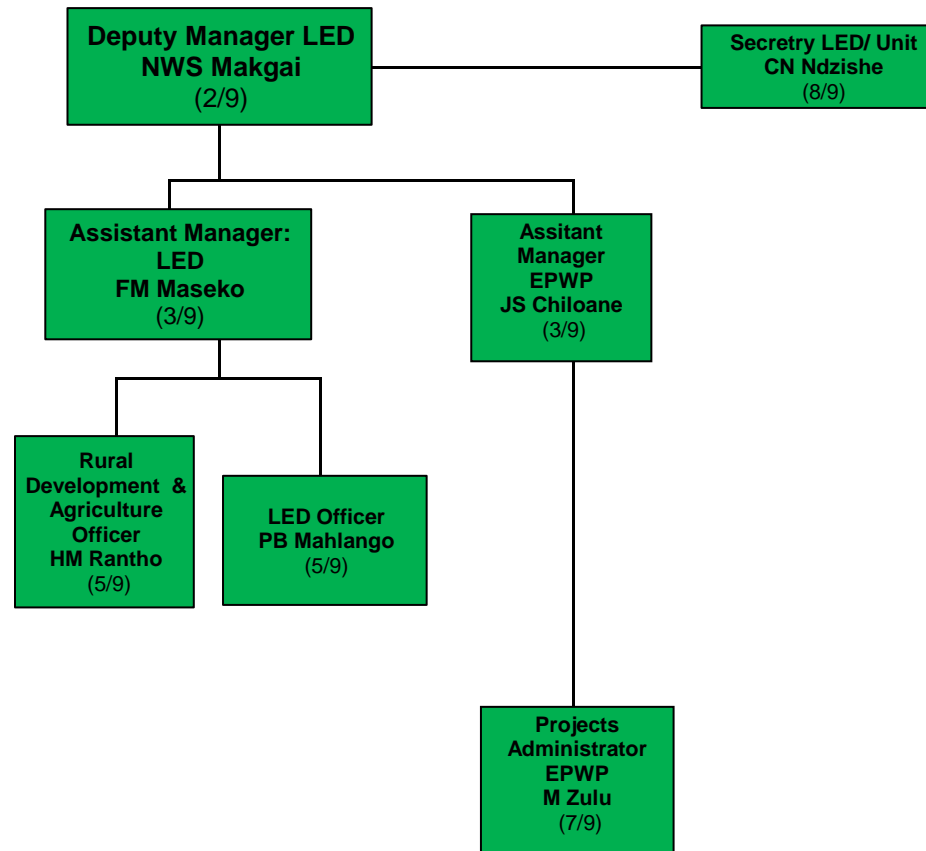 Deputy Manager LED
NWS Makgai
(2/9)
Secretry LED/ Unit
CN Ndzishe
(8/9)
Assistant Manager:
LED
FM Maseko
(3/9)
Assitant
Manager
EPWP
JS Chiloane
(3/9)
Rural
Development &
Agriculture
Officer
HM Rantho
(5/9)
LED Officer
PB Mahlango
(5/9)
Projects
Administrator
EPWP
M Zulu
(7/9)